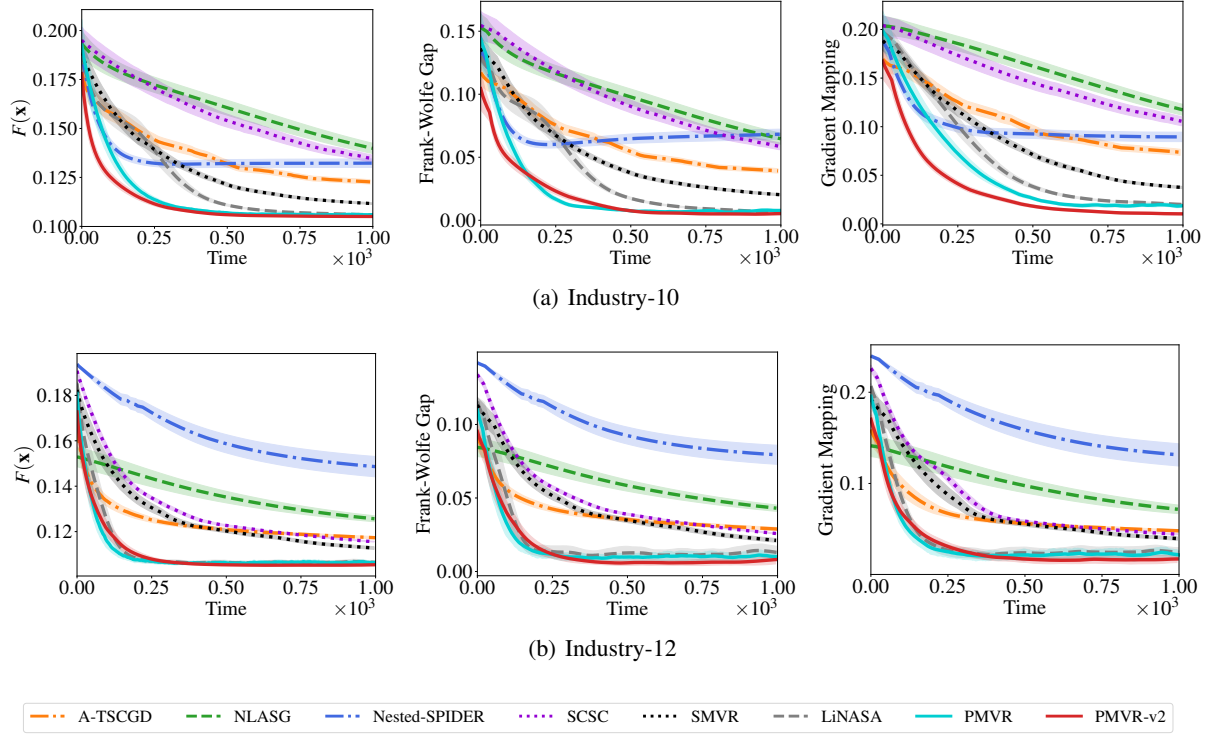 F(x)
0.200
0.175
0.150
0.125
0.100
0.00 0.25 0.50 0.75 1.00
Time ×10³
Frank-Wolfe Gap
0.15
0.10
0.05
0.00
0.00 0.25 0.50 0.75 1.00
Time ×10³
Gradient Mapping
0.20
0.15
0.10
0.05
0.00
0.00 0.25 0.50 0.75 1.00
Time ×10³
(a) Industry-10
F(x)
0.18
0.16
0.14
0.12
0.00 0.25 0.50 0.75 1.00
Time ×10³
Frank-Wolfe Gap
0.10
0.05
0.00
0.00 0.25 0.50 0.75 1.00
Time ×10³
Gradient Mapping
0.2
0.1
0.00 0.25 0.50 0.75 1.00
Time ×10³
(b) Industry-12
A-TSCGD NLASG Nested-SPIDER SCSC SMVR LiNASA PMVR PMVR-v2